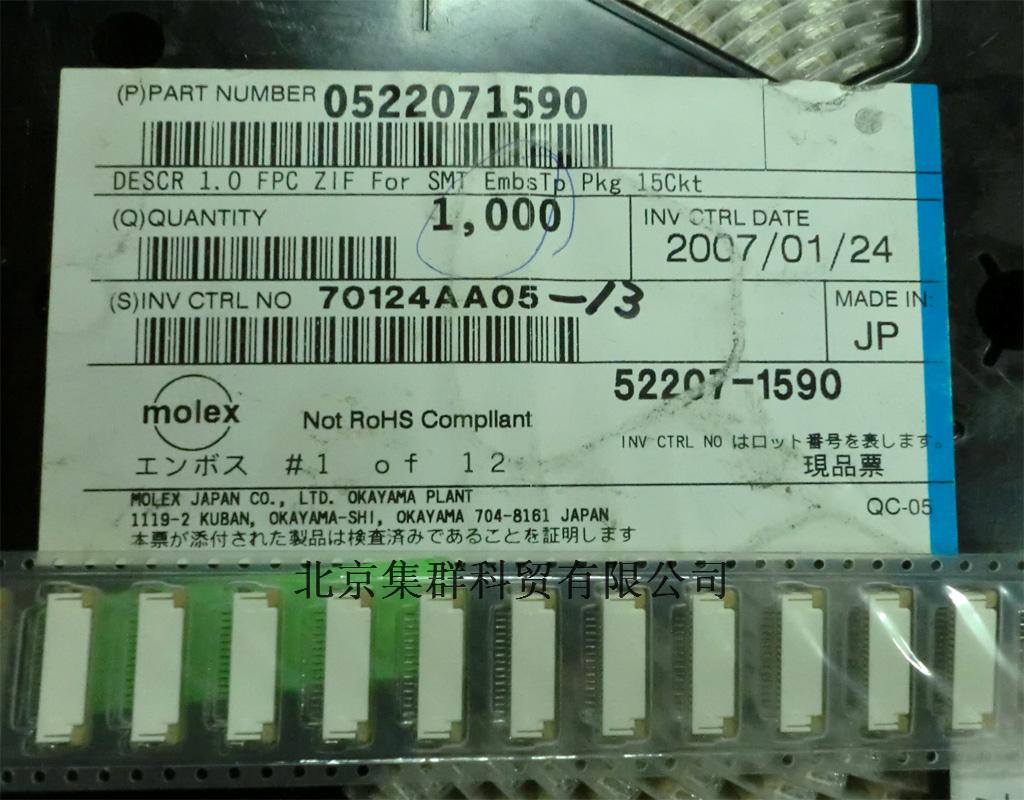 (P)PART NUMBER 0522071590
DESCR 1.0 FPC ZIF For SMT EmbsTp Pkg 15Ckt
(Q)QUANTITY 1,000
INV CTRL DATE
2007/01/24
(S)INV CTRL NO 70124AA05 -13
MADE IN:
JP
52207-1590
molex
Not RoHS Compliant
INV CTRL NO はロット番号を表します。
エンボス #1 of 12
現品票
MOLEX JAPAN CO., LTD. OKAYAMA PLANT
QC-05
1119-2 KUBAN, OKAYAMA-SHI, OKAYAMA 704-8161 JAPAN
本票が添付された製品は検査済みであることを証明します
北京集群科贸有限公司